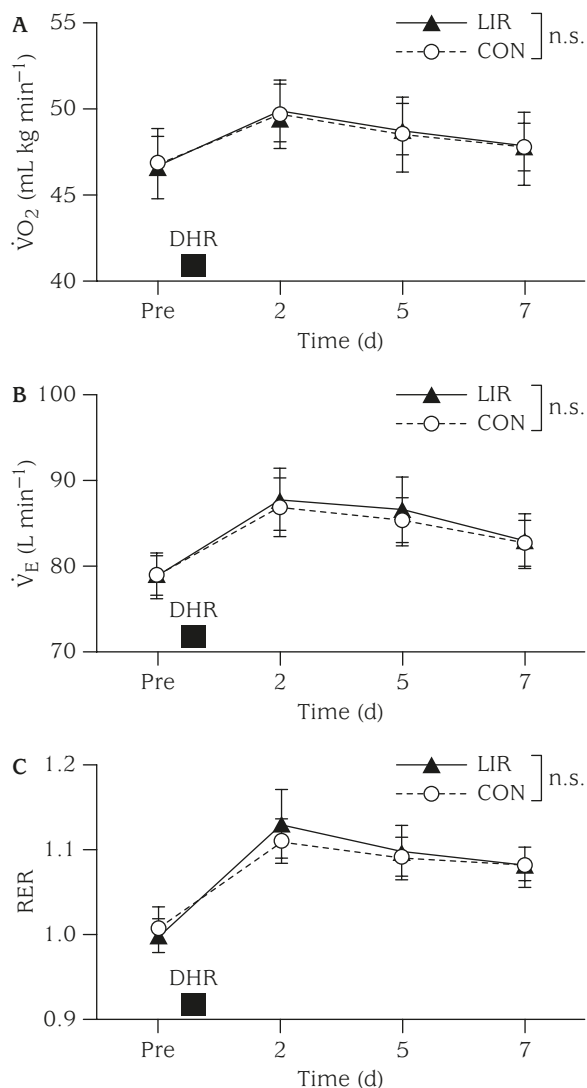 A
55
50
45
40
V̇O₂ (mL kg min⁻¹)
LIR
CON
n.s.
DHR
Pre 2 5 7
Time (d)
B
100
90
80
70
V̇E (L min⁻¹)
LIR
CON
n.s.
DHR
Pre 2 5 7
Time (d)
C
1.2
1.1
1.0
0.9
RER
LIR
CON
n.s.
DHR
Pre 2 5 7
Time (d)